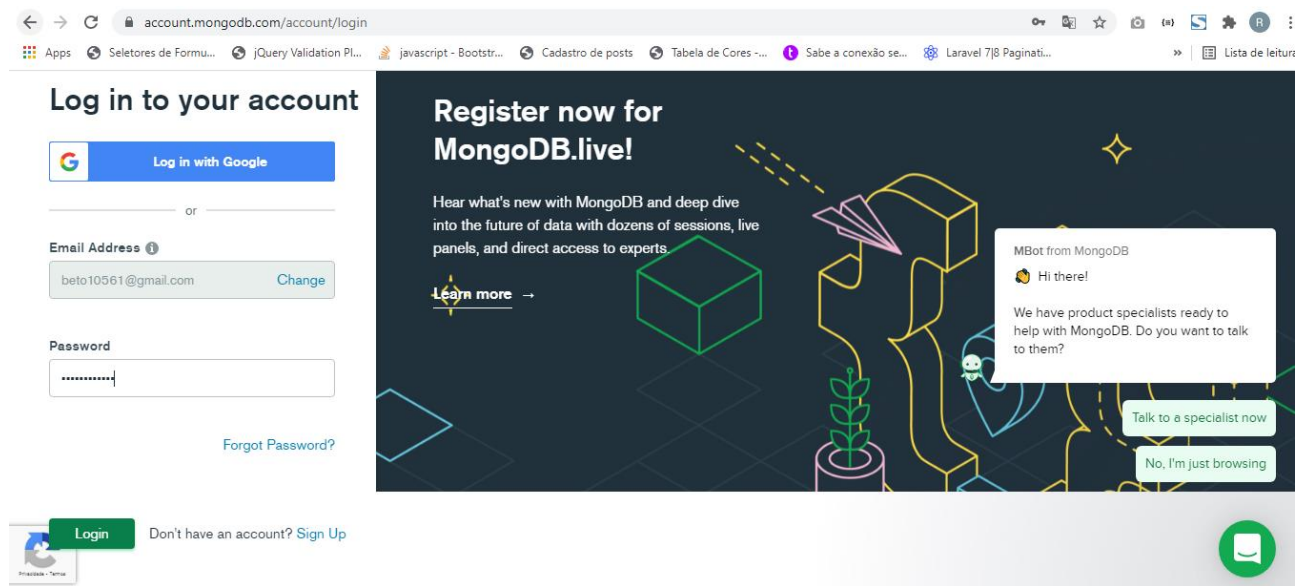 account.mongodb.com/account/login
R
Apps
Seletores de Formu...
jQuery Validation Pl...
javascript - Bootstr...
Cadastro de posts
Tabela de Cores -...
Sabe a conexão se...
Laravel 7|8 Paginati...
»
Lista de leitura
Log in to your account
G
Log in with Google
or
Email Address
beto10561@gmail.com
Change
Password
Forgot Password?
Login
Don't have an account? Sign Up
Privacidade - Termos
Register now for
MongoDB.live!
Hear what's new with MongoDB and deep dive
into the future of data with dozens of sessions, live
panels, and direct access to experts.
Learn more →
MBot from MongoDB
Hi there!
We have product specialists ready to
help with MongoDB. Do you want to talk
to them?
Talk to a specialist now
No, I'm just browsing